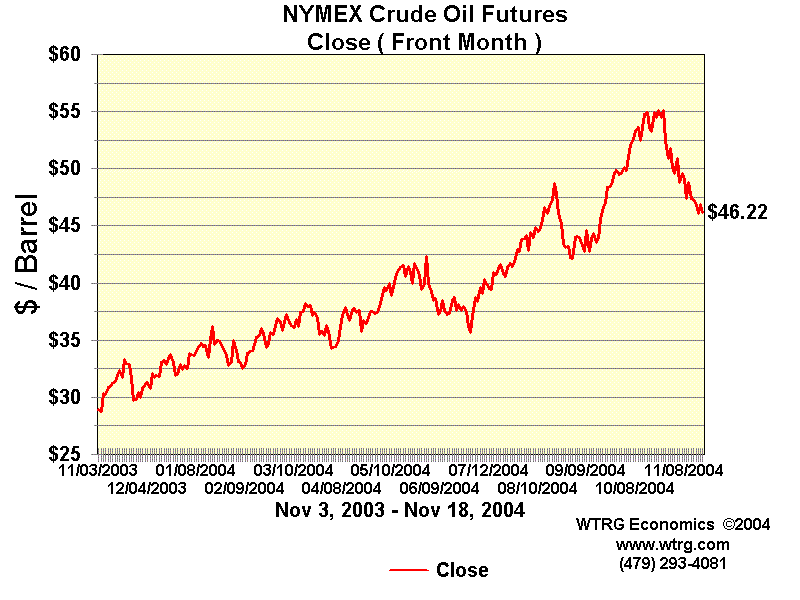 NYMEX Crude Oil Futures
Close ( Front Month )
$60
$55
$50
$45
$40
$35
$30
$25
$ / Barrel
$46.22
11/03/2003 01/08/2004 03/10/2004 05/10/2004 07/12/2004 09/09/2004 11/08/2004
12/04/2003 02/09/2004 04/08/2004 06/09/2004 08/10/2004 10/08/2004
Nov 3, 2003 - Nov 18, 2004
WTRG Economics ©2004
www.wtrg.com
(479) 293-4081
Close